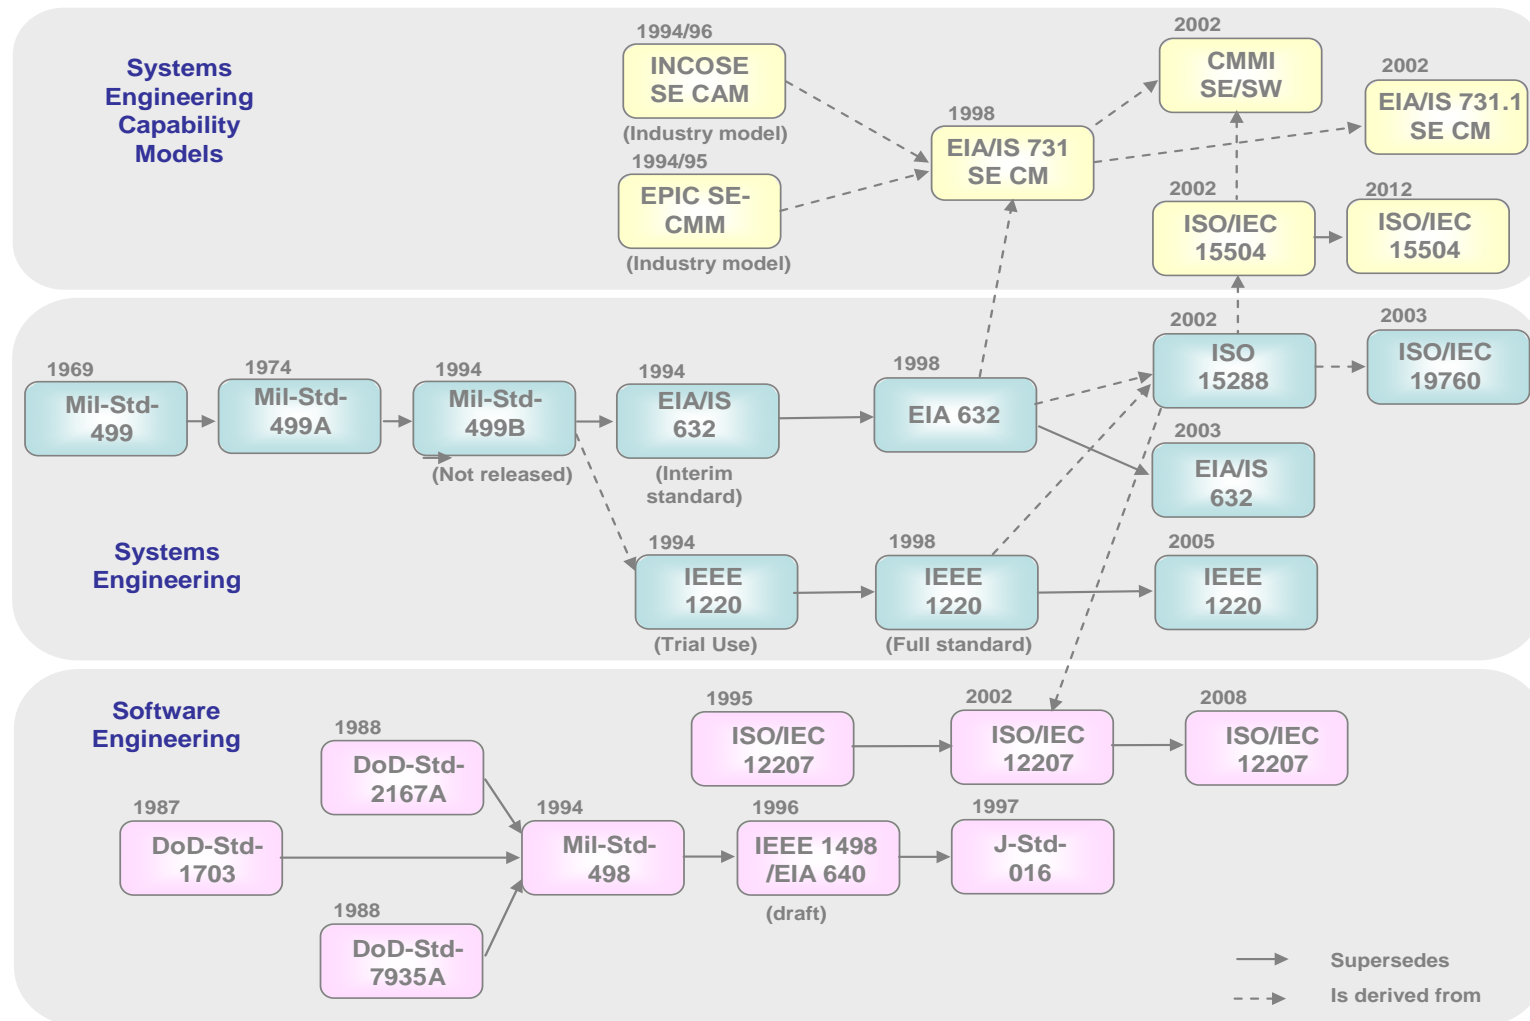 Systems
Engineering
Capability
Models
1994/96
INCOSE
SE CAM
(Industry model)
1994/95
EPIC SE-
CMM
(Industry model)
1998
EIA/IS 731
SE CM
2002
CMMI
SE/SW
2002
EIA/IS 731.1
SE CM
2002
ISO/IEC
15504
2012
ISO/IEC
15504
1969
Mil-Std-
499
1974
Mil-Std-
499A
1994
Mil-Std-
499B
(Not released)
1994
EIA/IS
632
(Interim
standard)
1998
EIA 632
2002
ISO
15288
2003
ISO/IEC
19760
2003
EIA/IS
632
Systems
Engineering
1994
IEEE
1220
(Trial Use)
1998
IEEE
1220
(Full standard)
2005
IEEE
1220
Software
Engineering
1995
ISO/IEC
12207
2002
ISO/IEC
12207
2008
ISO/IEC
12207
1988
DoD-Std-
2167A
1987
DoD-Std-
1703
1988
DoD-Std-
7935A
1994
Mil-Std-
498
1996
IEEE 1498
/EIA 640
(draft)
1997
J-Std-
016
Supersedes
Is derived from